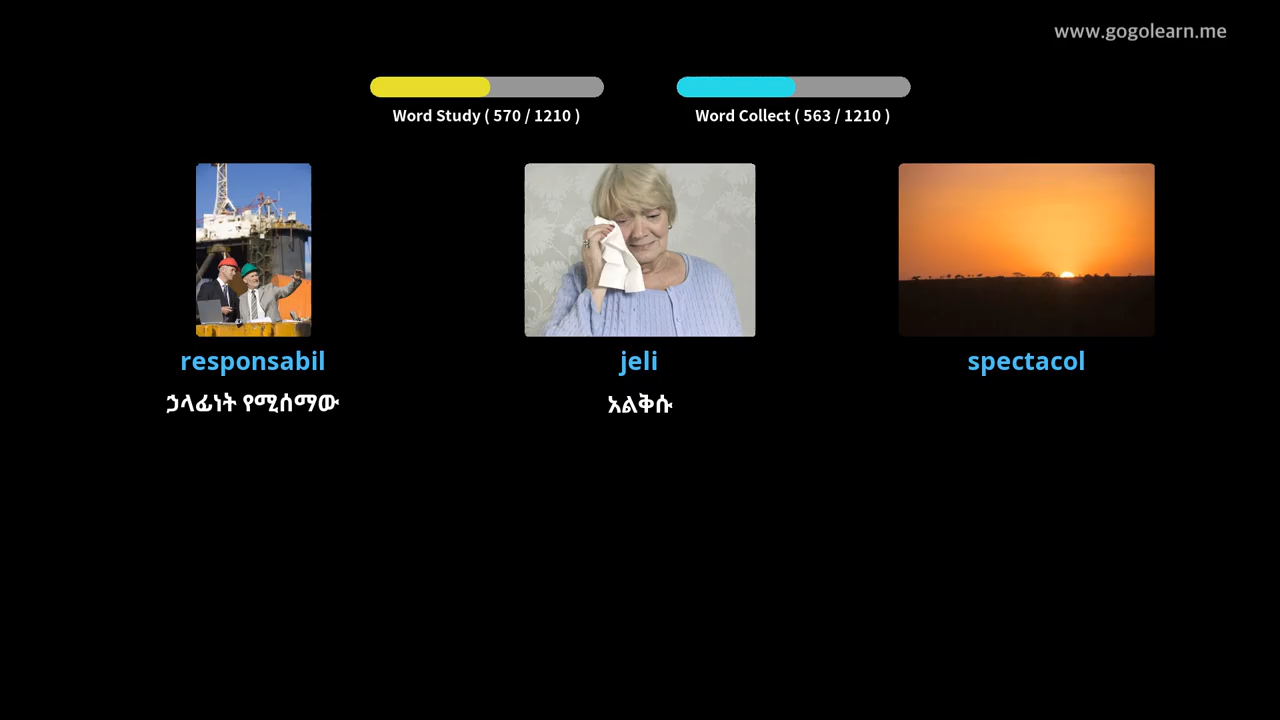 www.gogolearn.me
Word Study ( 570 / 1210 )
Word Collect ( 563 / 1210 )
responsabil
jeli
spectacol
ኃላፊነት የሚሰማው
አልቅሱ